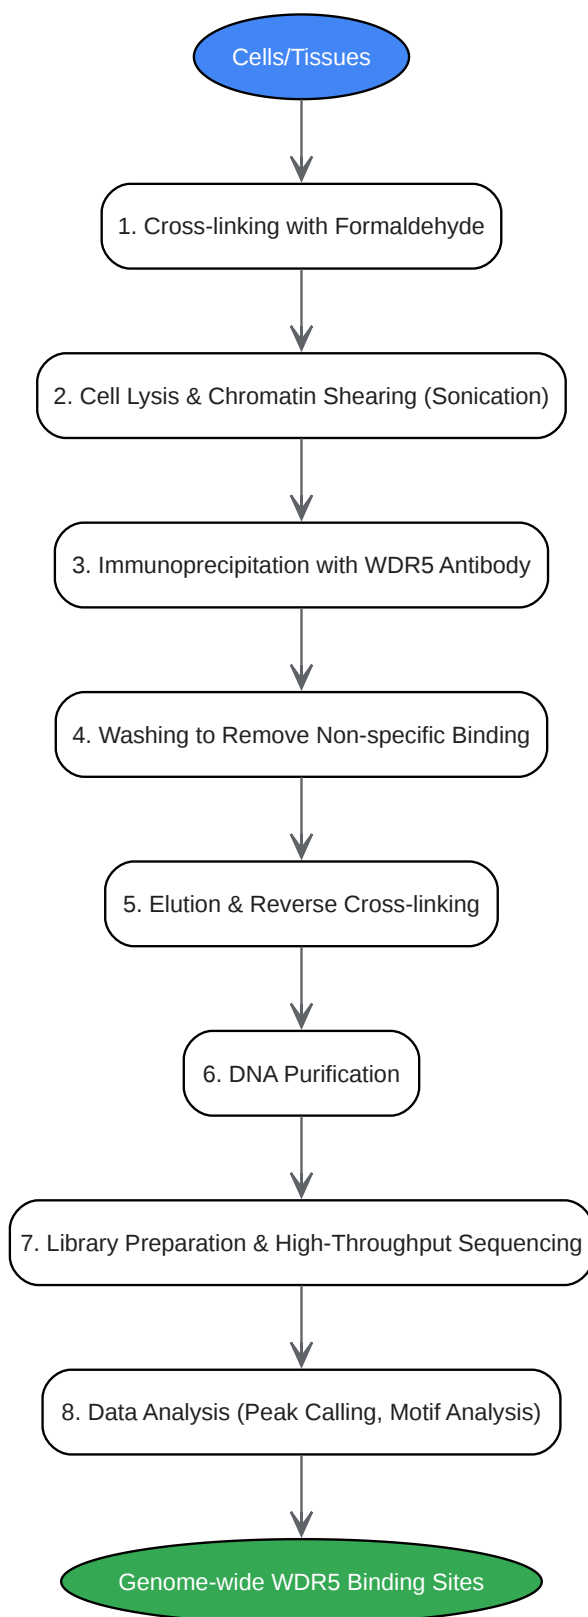 Cells/Tissues
1. Cross-linking with Formaldehyde
2. Cell Lysis & Chromatin Shearing (Sonication)
3. Immunoprecipitation with WDR5 Antibody
4. Washing to Remove Non-specific Binding
5. Elution & Reverse Cross-linking
6. DNA Purification
7. Library Preparation & High-Throughput Sequencing
8. Data Analysis (Peak Calling, Motif Analysis)
Genome-wide WDR5 Binding Sites